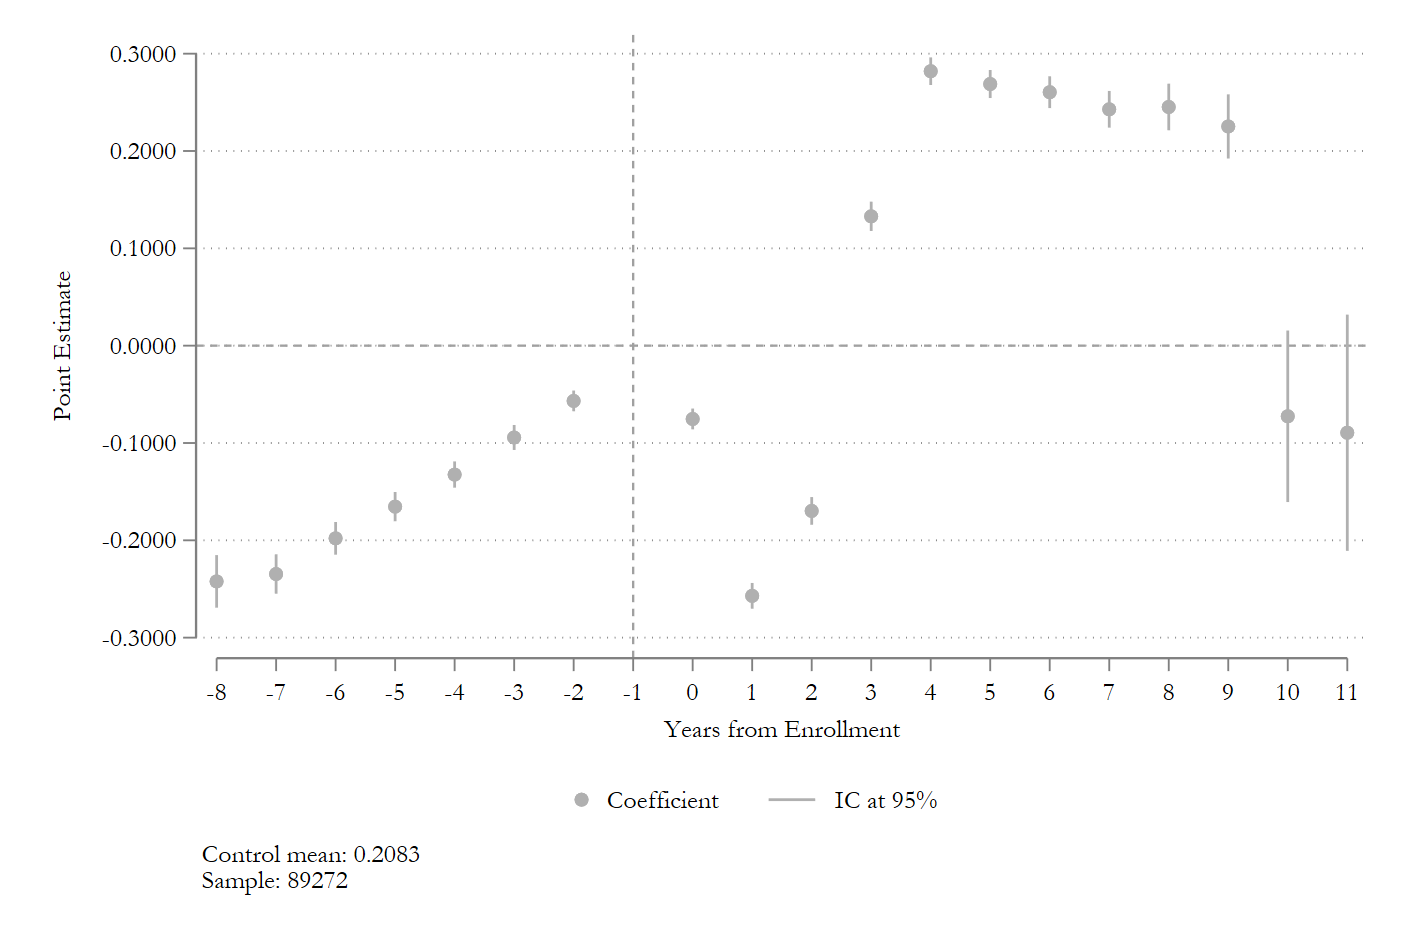 0.3000
0.2000
0.1000
0.0000
-0.1000
-0.2000
-0.3000
Point Estimate
-8 -7 -6 -5 -4 -3 -2 -1 0 1 2 3 4 5 6 7 8 9 10 11
Years from Enrollment
Coefficient IC at 95%
Control mean: 0.2083
Sample: 89272